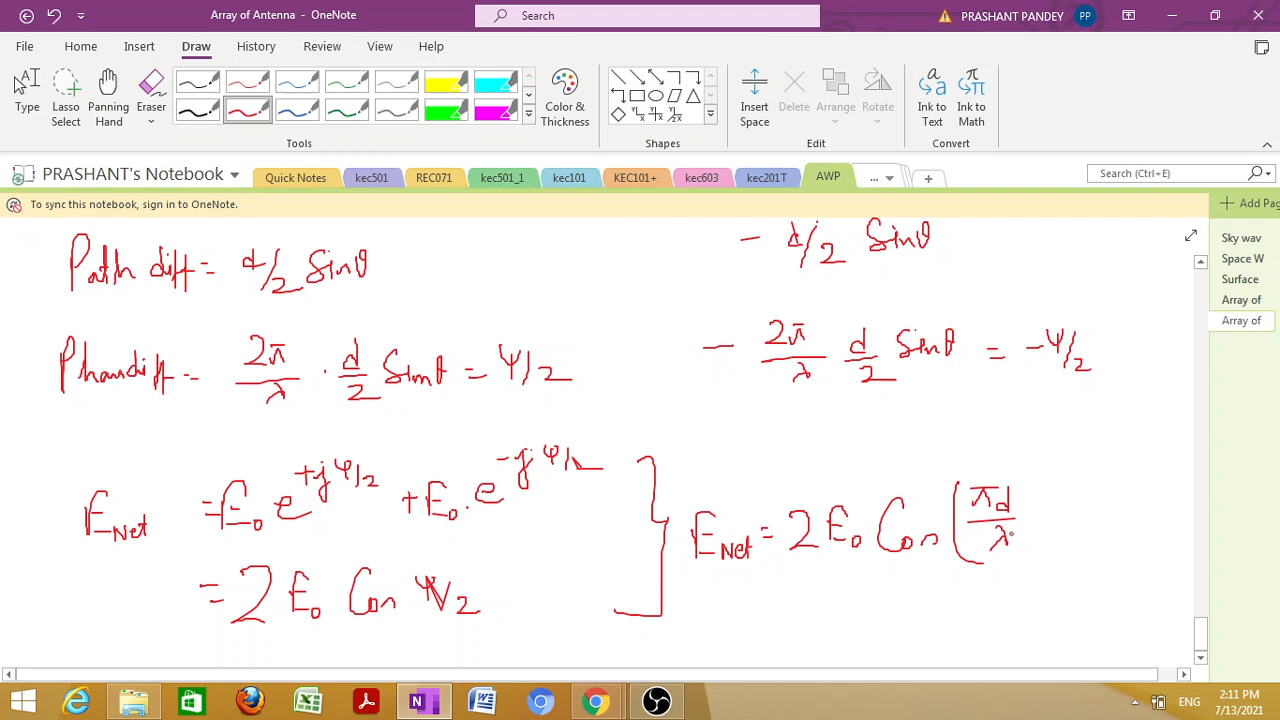 Array of Antenna - OneNote
Search
PRASHANT PANDEY PP
File Home Insert Draw History Review View Help
Type
Lasso Select
Panning Hand
Eraser
Color & Thickness
Insert Space
Delete
Arrange
Rotate
Ink to Text
Ink to Math
Tools Shapes Edit Convert
PRASHANT's Notebook
Quick Notes kec501 REC071 kec501_1 kec101 KEC101+ kec603 kec201T AWP ...
Search (Ctrl+E)
To sync this notebook, sign in to OneNote.
Add Pag
Sky wav
Space W
Surface
Array of
Array of
Path diff = d/2 Sinθ
- d/2 Sinθ
Phase diff = 2π/λ · d/2 Sinθ = Ψ/2
- 2π/λ d/2 Sinθ = -Ψ/2
E_Net = E₀ e^{+jΨ/2} + E₀ . e^{-jΨ/2}
= 2 E₀ Cos Ψ/2
E_Net = 2 E₀ Cos (πd/λ
ENG
2:11 PM
7/13/2021